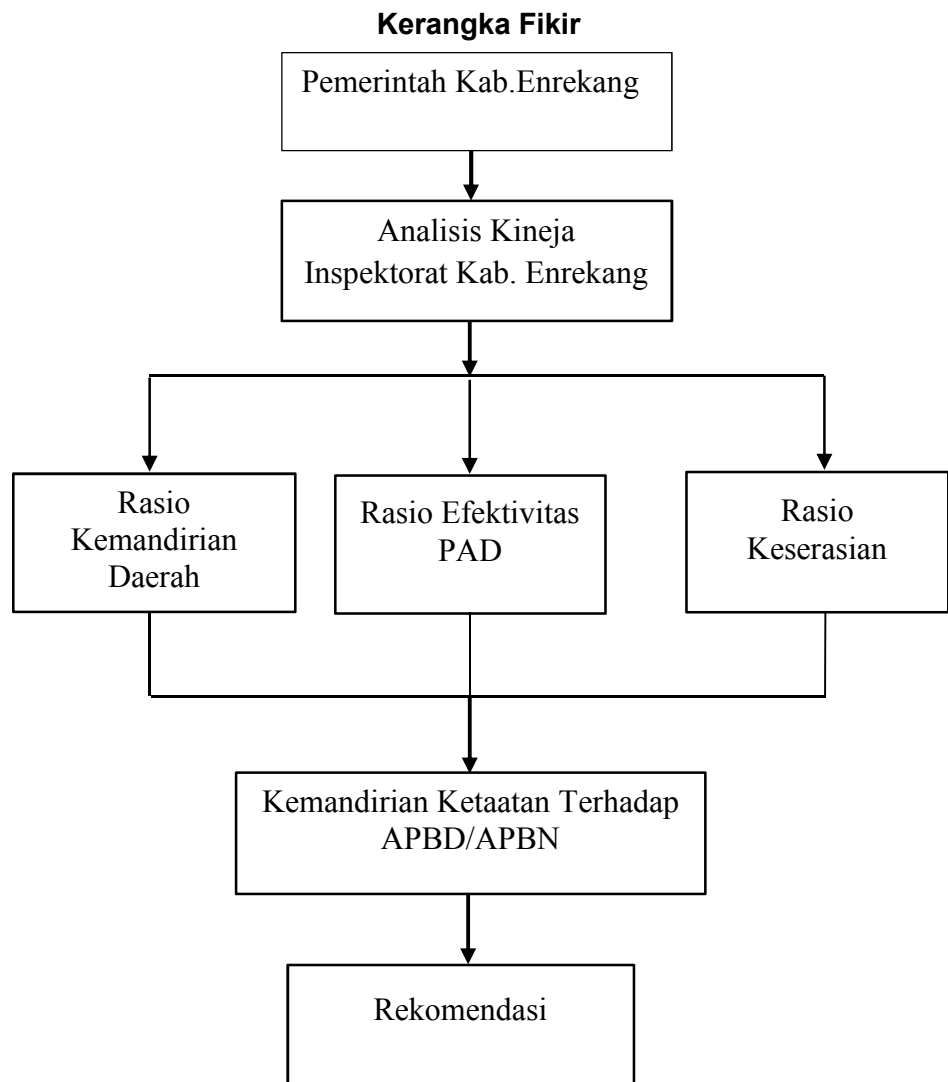 Kerangka Fikir
Pemerintah Kab.Enrekang
Analisis Kineja
Inspektorat Kab. Enrekang
Rasio
Kemandirian
Daerah
Rasio Efektivitas
PAD
Rasio
Keserasian
Kemandirian Ketaatan Terhadap
APBD/APBN
Rekomendasi